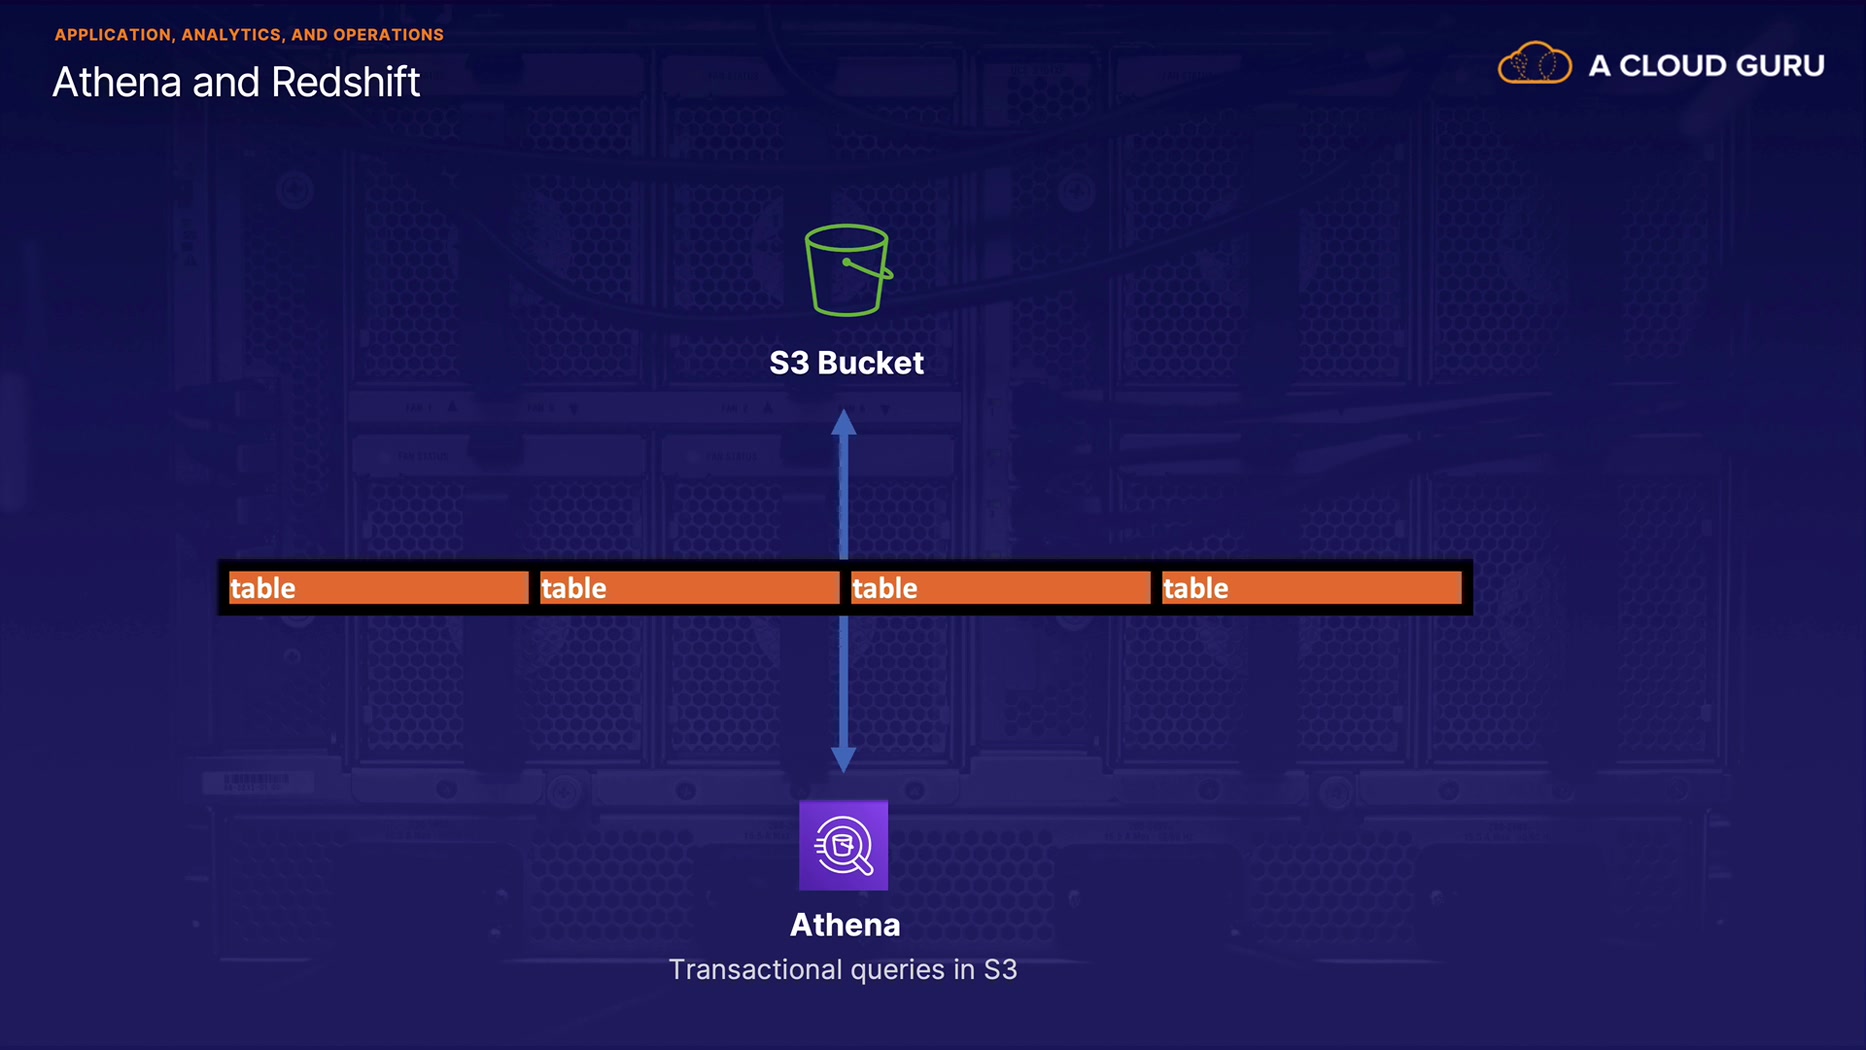 APPLICATION, ANALYTICS, AND OPERATIONS
Athena and Redshift
A CLOUD GURU
S3 Bucket
table table table table
Athena
Transactional queries in S3